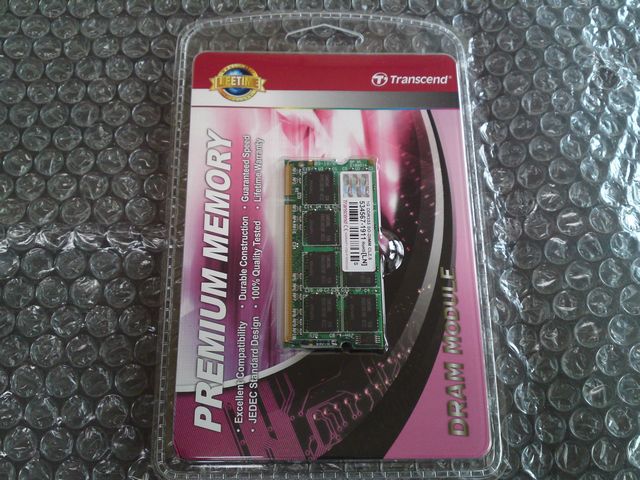 LIFETIME
Transcend
PREMIUM MEMORY
• Excellent Compatibility • Durable Construction • Guaranteed Speed
• JEDEC Standard Design • 100% Quality Tested • Lifetime Warranty
DRAM MODULE